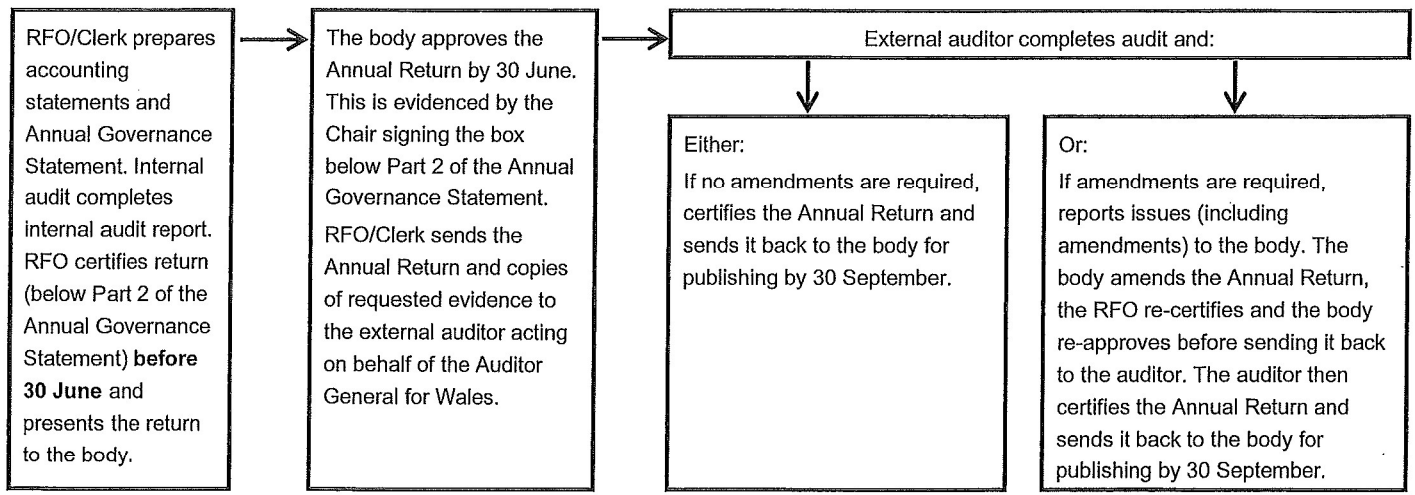 RFO/Clerk prepares
accounting
statements and
Annual Governance
Statement. Internal
audit completes
internal audit report.
RFO certifies return
(below Part 2 of the
Annual Governance
Statement) before
30 June and
presents the return
to the body.
The body approves the
Annual Return by 30 June.
This is evidenced by the
Chair signing the box
below Part 2 of the Annual
Governance Statement.
RFO/Clerk sends the
Annual Return and copies
of requested evidence to
the external auditor acting
on behalf of the Auditor
General for Wales.
External auditor completes audit and:
Either:
If no amendments are required,
certifies the Annual Return and
sends it back to the body for
publishing by 30 September.
Or:
If amendments are required,
reports issues (including
amendments) to the body. The
body amends the Annual Return,
the RFO re-certifies and the body
re-approves before sending it back
to the auditor. The auditor then
certifies the Annual Return and
sends it back to the body for
publishing by 30 September.